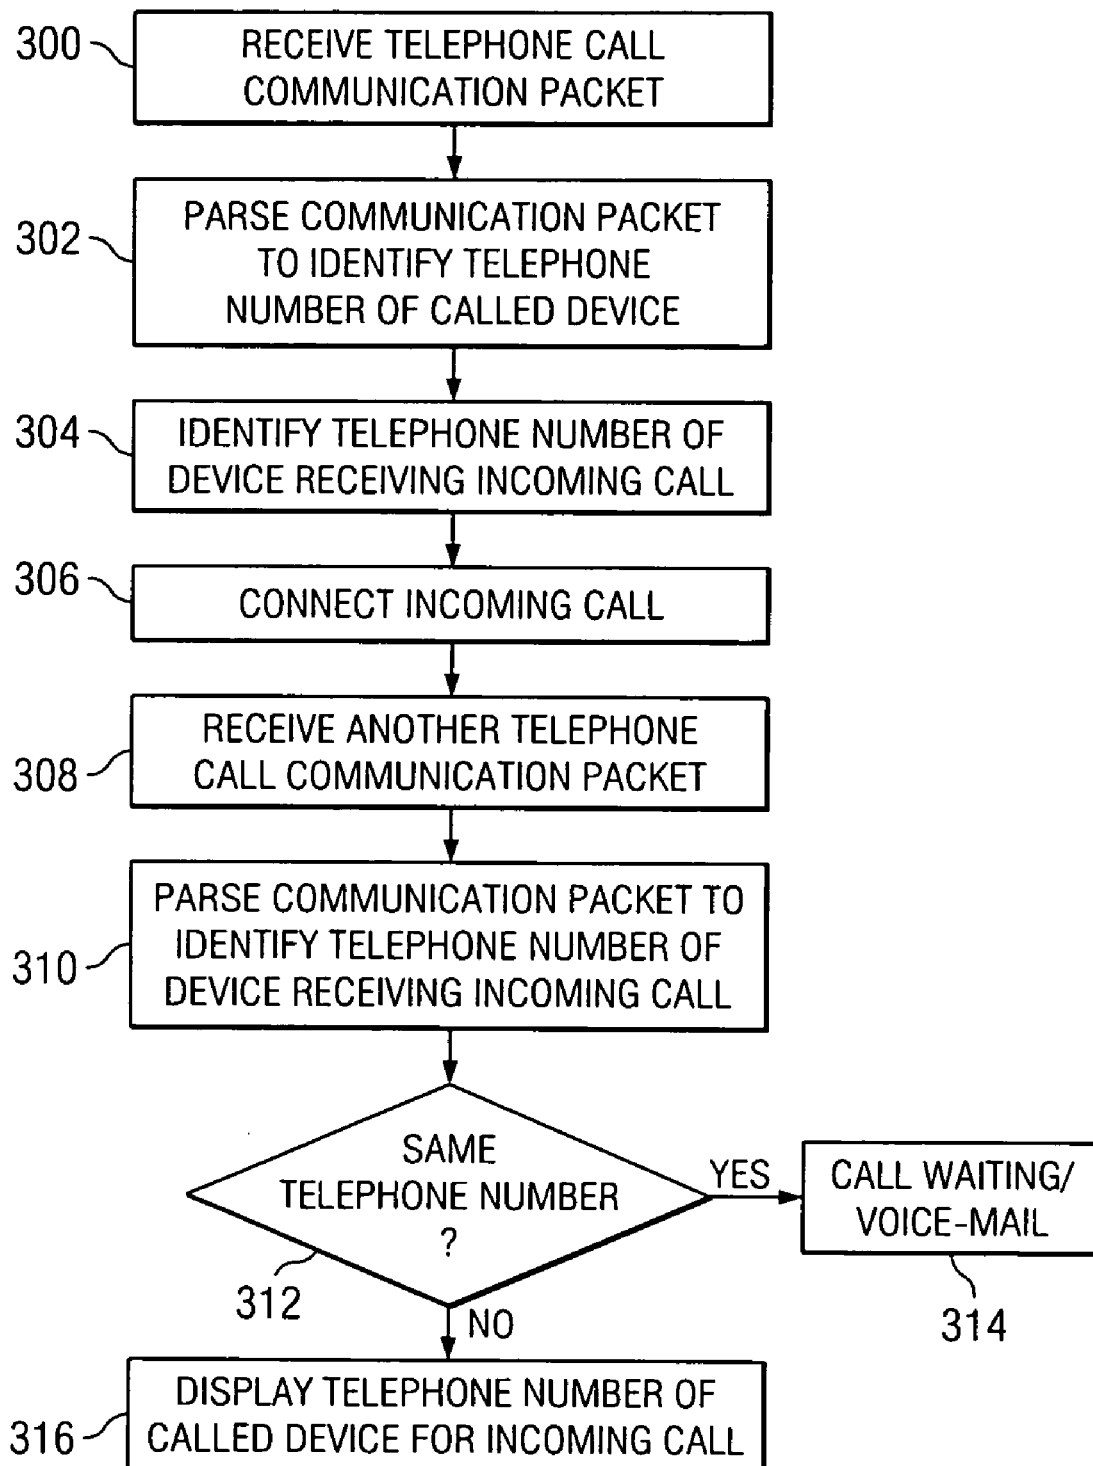 300
RECEIVE TELEPHONE CALL
COMMUNICATION PACKET
302
PARSE COMMUNICATION PACKET
TO IDENTIFY TELEPHONE
NUMBER OF CALLED DEVICE
304
IDENTIFY TELEPHONE NUMBER OF
DEVICE RECEIVING INCOMING CALL
306
CONNECT INCOMING CALL
308
RECEIVE ANOTHER TELEPHONE
CALL COMMUNICATION PACKET
310
PARSE COMMUNICATION PACKET TO
IDENTIFY TELEPHONE NUMBER OF
DEVICE RECEIVING INCOMING CALL
SAME
TELEPHONE NUMBER
?
312
YES
CALL WAITING/
VOICE-MAIL
314
NO
316
DISPLAY TELEPHONE NUMBER OF
CALLED DEVICE FOR INCOMING CALL